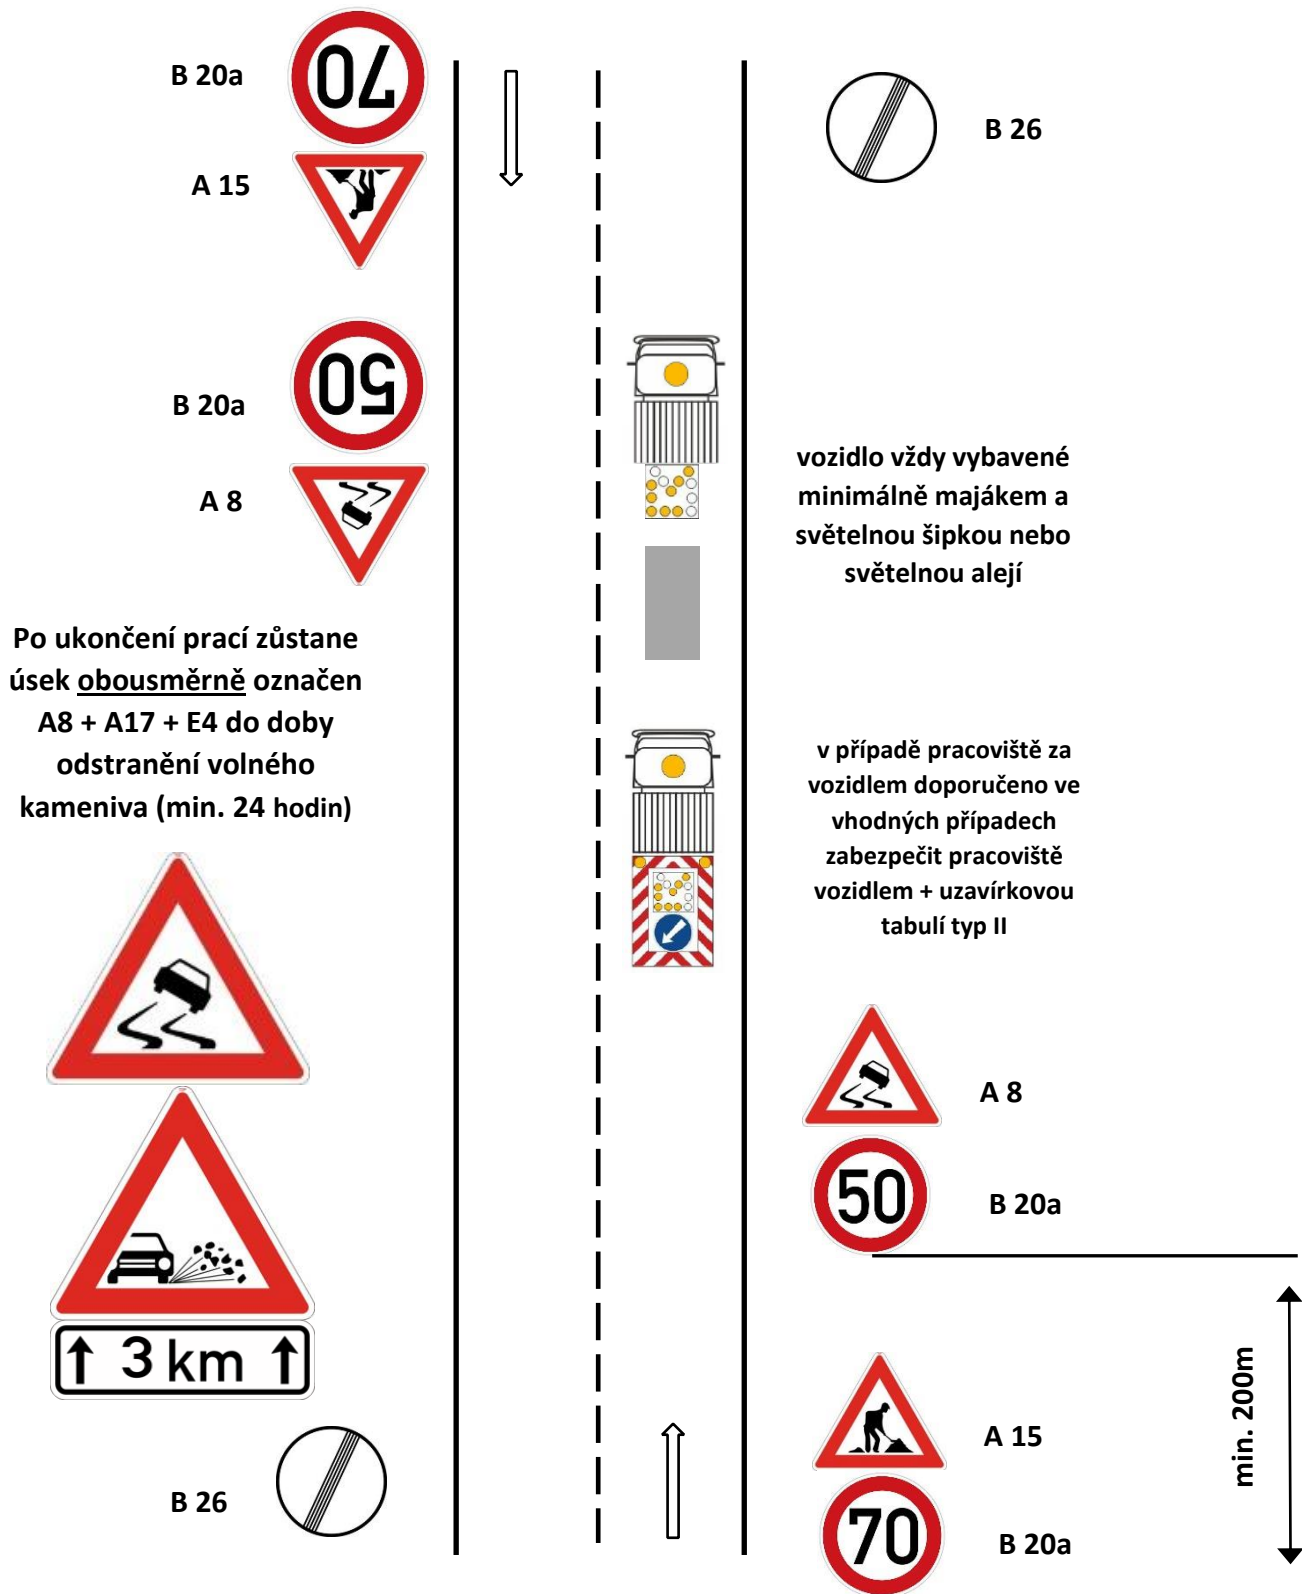 B 20a
70
A 15
B 26
B 20a
50
A 8
vozidlo vždy vybavené
minimálně majákem a
světelnou šipkou nebo
světelnou alejí
Po ukončení prací zůstane
úsek obousměrně označen
A8 + A17 + E4 do doby
odstranění volného
kameniva (min. 24 hodin)
v případě pracoviště za
vozidlem doporučeno ve
vhodných případech
zabezpečit pracoviště
vozidlem + uzavírkovou
tabulí typ II
A 8
50
B 20a
3 km
min. 200m
A 15
B 26
70
B 20a